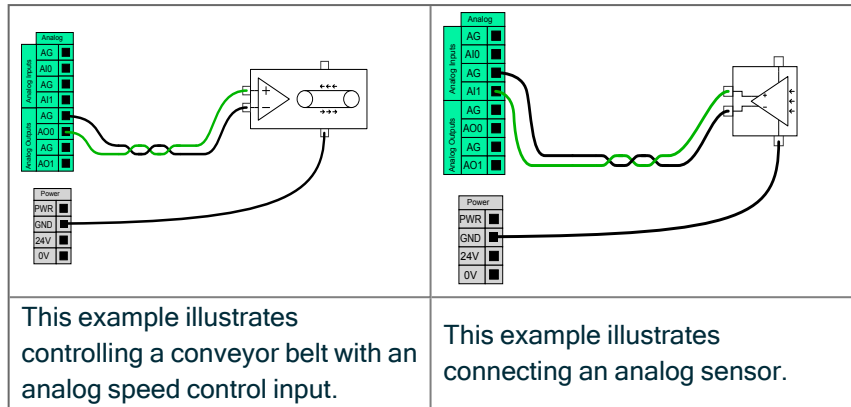 Analog
Analog Inputs
AG
AI0
AG
AI1
Analog Outputs
AG
AO0
AG
AO1
+
−
←←←
→→→
Power
PWR
GND
24V
0V
This example illustrates
controlling a conveyor belt with an
analog speed control input.
Analog
Analog Inputs
AG
AI0
AG
AI1
Analog Outputs
AG
AO0
AG
AO1
+
−
Power
PWR
GND
24V
0V
This example illustrates
connecting an analog sensor.